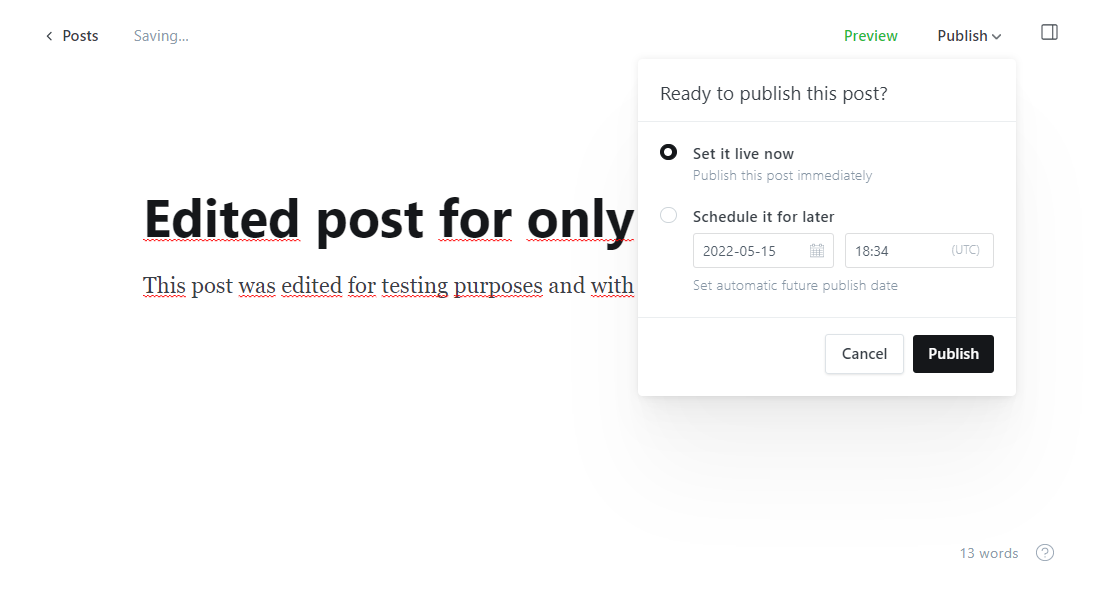 Posts Saving... Preview Publish
Ready to publish this post?
Set it live now
Publish this post immediately
Schedule it for later
2022-05-15 18:34 (UTC)
Set automatic future publish date
Cancel Publish
Edited post for only
This post was edited for testing purposes and with
13 words ?